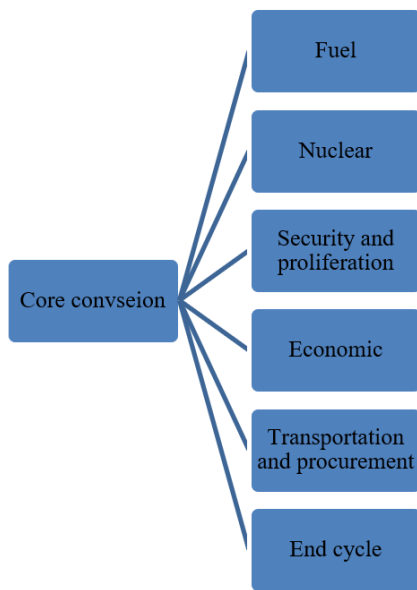 Fuel
Nuclear
Security and
proliferation
Core convseion
Economic
Transportation
and procurement
End cycle